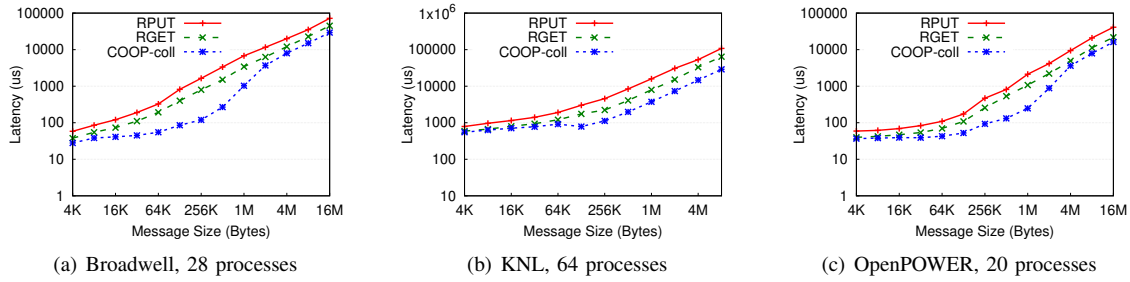 100000
10000
1000
100
10
1
Latency (us)
RPUT
RGET
COOP-coll
4K 16K 64K 256K 1M 4M 16M
Message Size (Bytes)
(a) Broadwell, 28 processes
1x10^6
100000
10000
1000
100
10
Latency (us)
RPUT
RGET
COOP-coll
4K 16K 64K 256K 1M 4M
Message Size (Bytes)
(b) KNL, 64 processes
100000
10000
1000
100
10
1
Latency (us)
RPUT
RGET
COOP-coll
4K 16K 64K 256K 1M 4M 16M
Message Size (Bytes)
(c) OpenPOWER, 20 processes